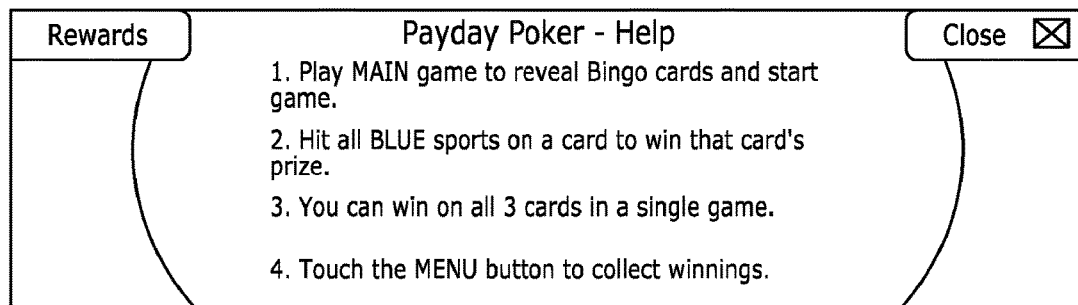 Rewards
Payday Poker - Help
Close
1. Play MAIN game to reveal Bingo cards and start
game.
2. Hit all BLUE sports on a card to win that card's
prize.
3. You can win on all 3 cards in a single game.
4. Touch the MENU button to collect winnings.